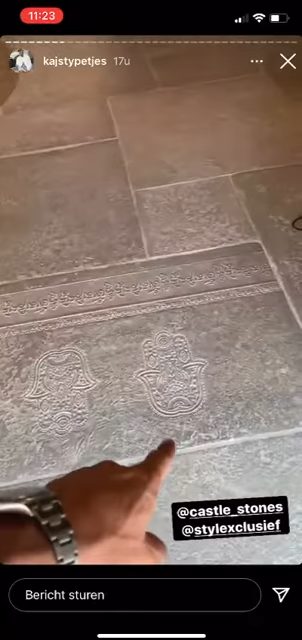 11:23
kajstypetjes 17u
@castle_stones
@stylexclusief
Bericht sturen